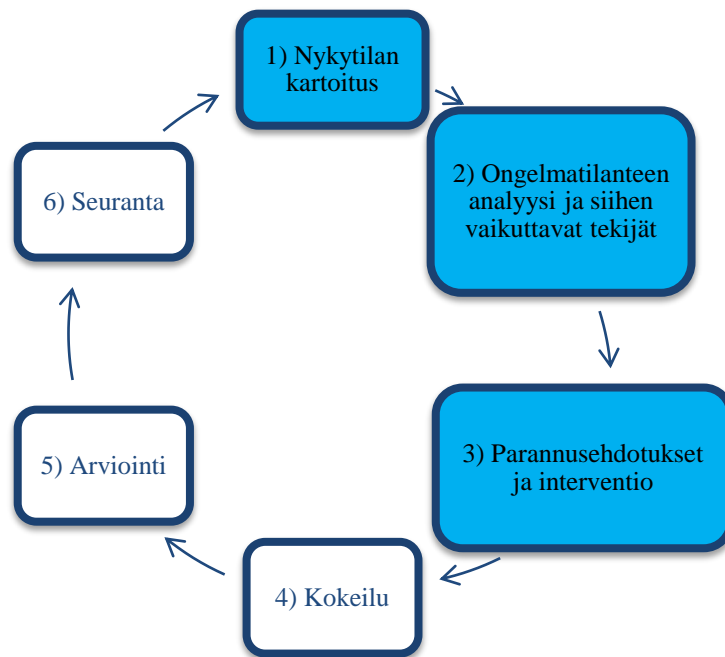 1) Nykytilan
kartoitus
2) Ongelmatilanteen
analyysi ja siihen
vaikuttavat tekijät
3) Parannusehdotukset
ja interventio
4) Kokeilu
5) Arviointi
6) Seuranta